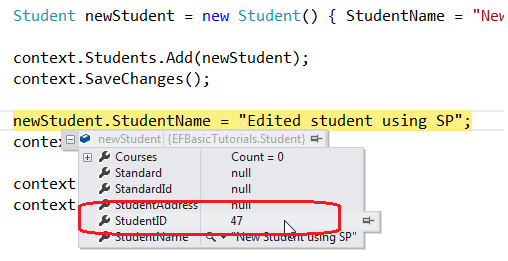 Student newStudent = new Student() { StudentName = "New
context.Students.Add(newStudent);
context.SaveChanges();
newStudent.StudentName = "Edited student using SP";
newStudent {EFBasicTutorials.Student}
Courses Count = 0
Standard null
StandardId null
StudentAddress null
StudentID 47
StudentName "New Student using SP"
context
context